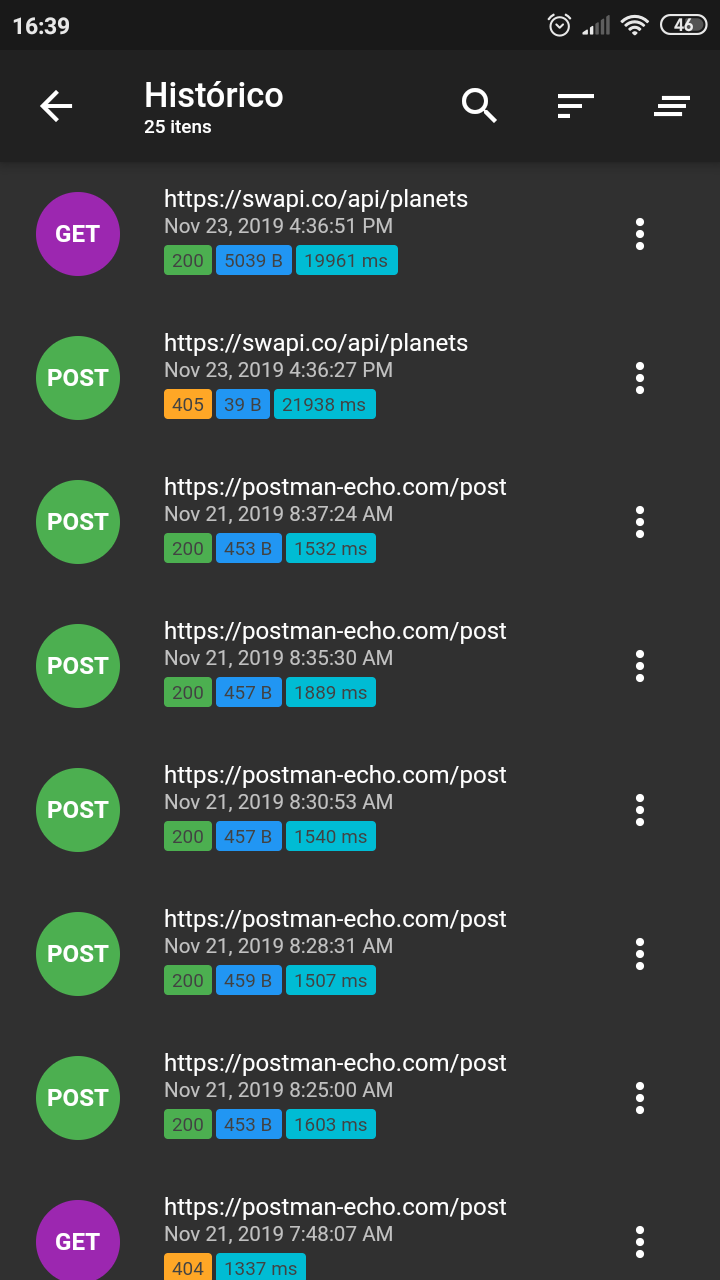 16:39
46
Histórico
25 itens
GET
https://swapi.co/api/planets
Nov 23, 2019 4:36:51 PM
200 5039 B 19961 ms
POST
https://swapi.co/api/planets
Nov 23, 2019 4:36:27 PM
405 39 B 21938 ms
POST
https://postman-echo.com/post
Nov 21, 2019 8:37:24 AM
200 453 B 1532 ms
POST
https://postman-echo.com/post
Nov 21, 2019 8:35:30 AM
200 457 B 1889 ms
POST
https://postman-echo.com/post
Nov 21, 2019 8:30:53 AM
200 457 B 1540 ms
POST
https://postman-echo.com/post
Nov 21, 2019 8:28:31 AM
200 459 B 1507 ms
POST
https://postman-echo.com/post
Nov 21, 2019 8:25:00 AM
200 453 B 1603 ms
GET
https://postman-echo.com/post
Nov 21, 2019 7:48:07 AM
404 1337 ms